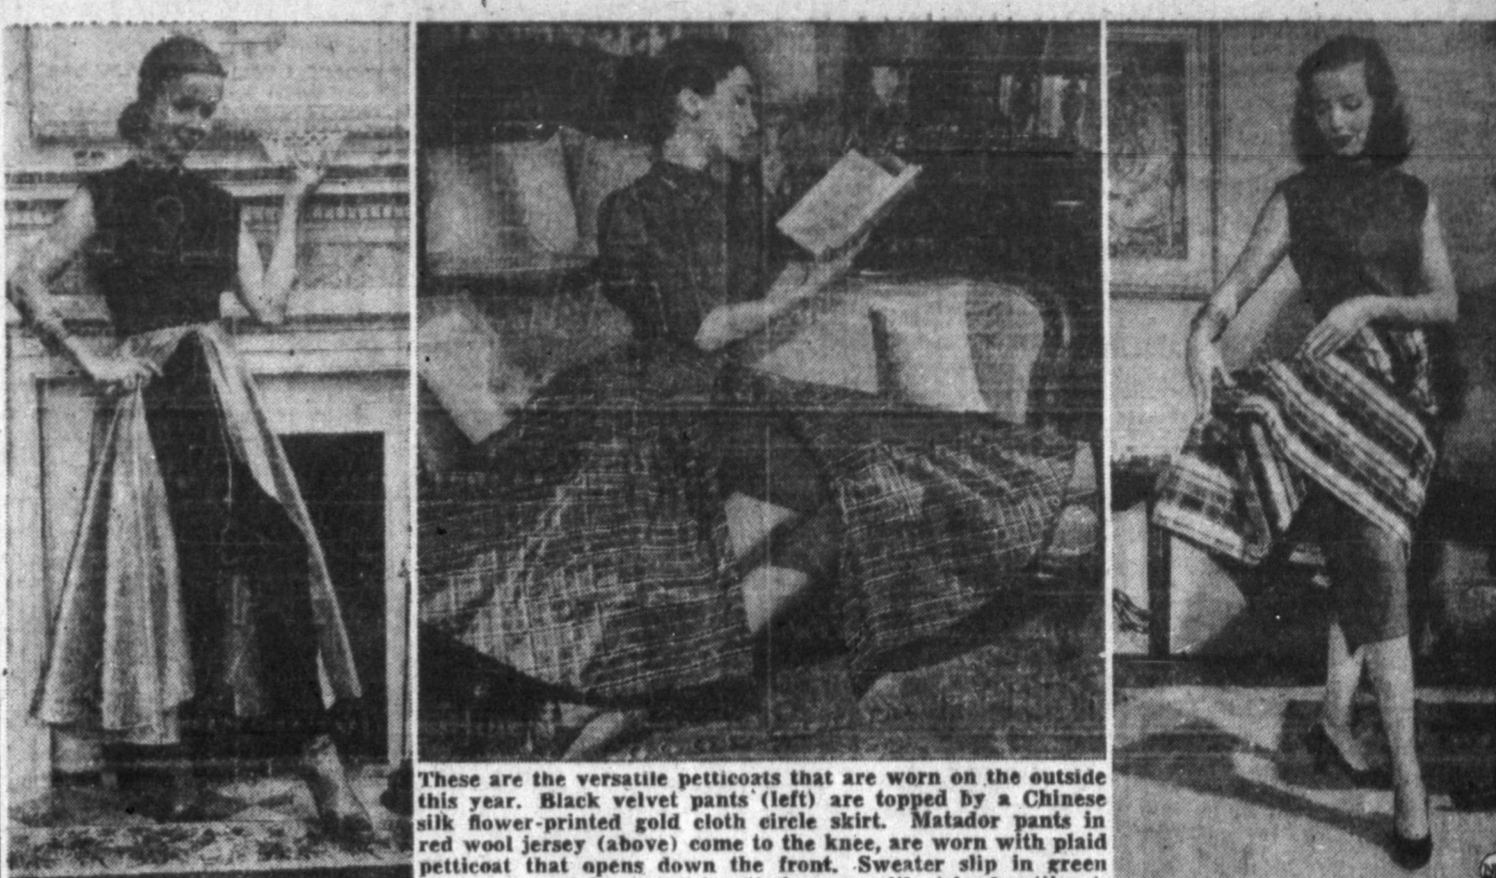 These are the versatile petticoats that are worn on the outside
this year. Black velvet pants (left) are topped by a Chinese
silk flower-printed gold cloth circle skirt. Matador pants in
red wool jersey (above) come to the knee, are worn with plaid
petticoat that opens down the front. Sweater slip in green